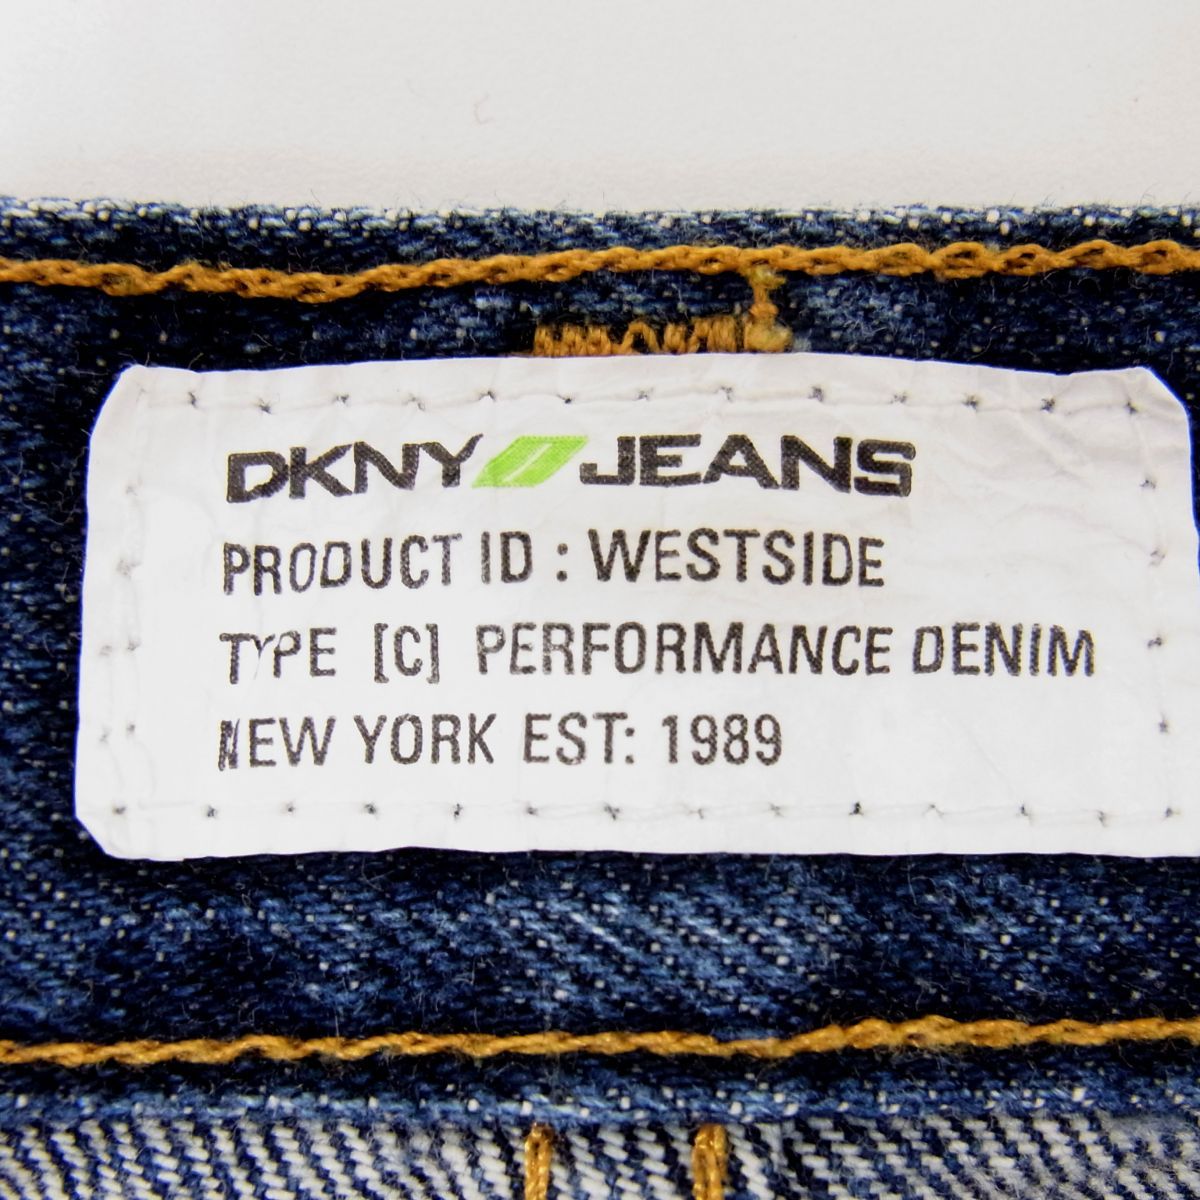 DKNY JEANS
PRODUCT ID : WESTSIDE
TYPE [C] PERFORMANCE DENIM
NEW YORK EST: 1989